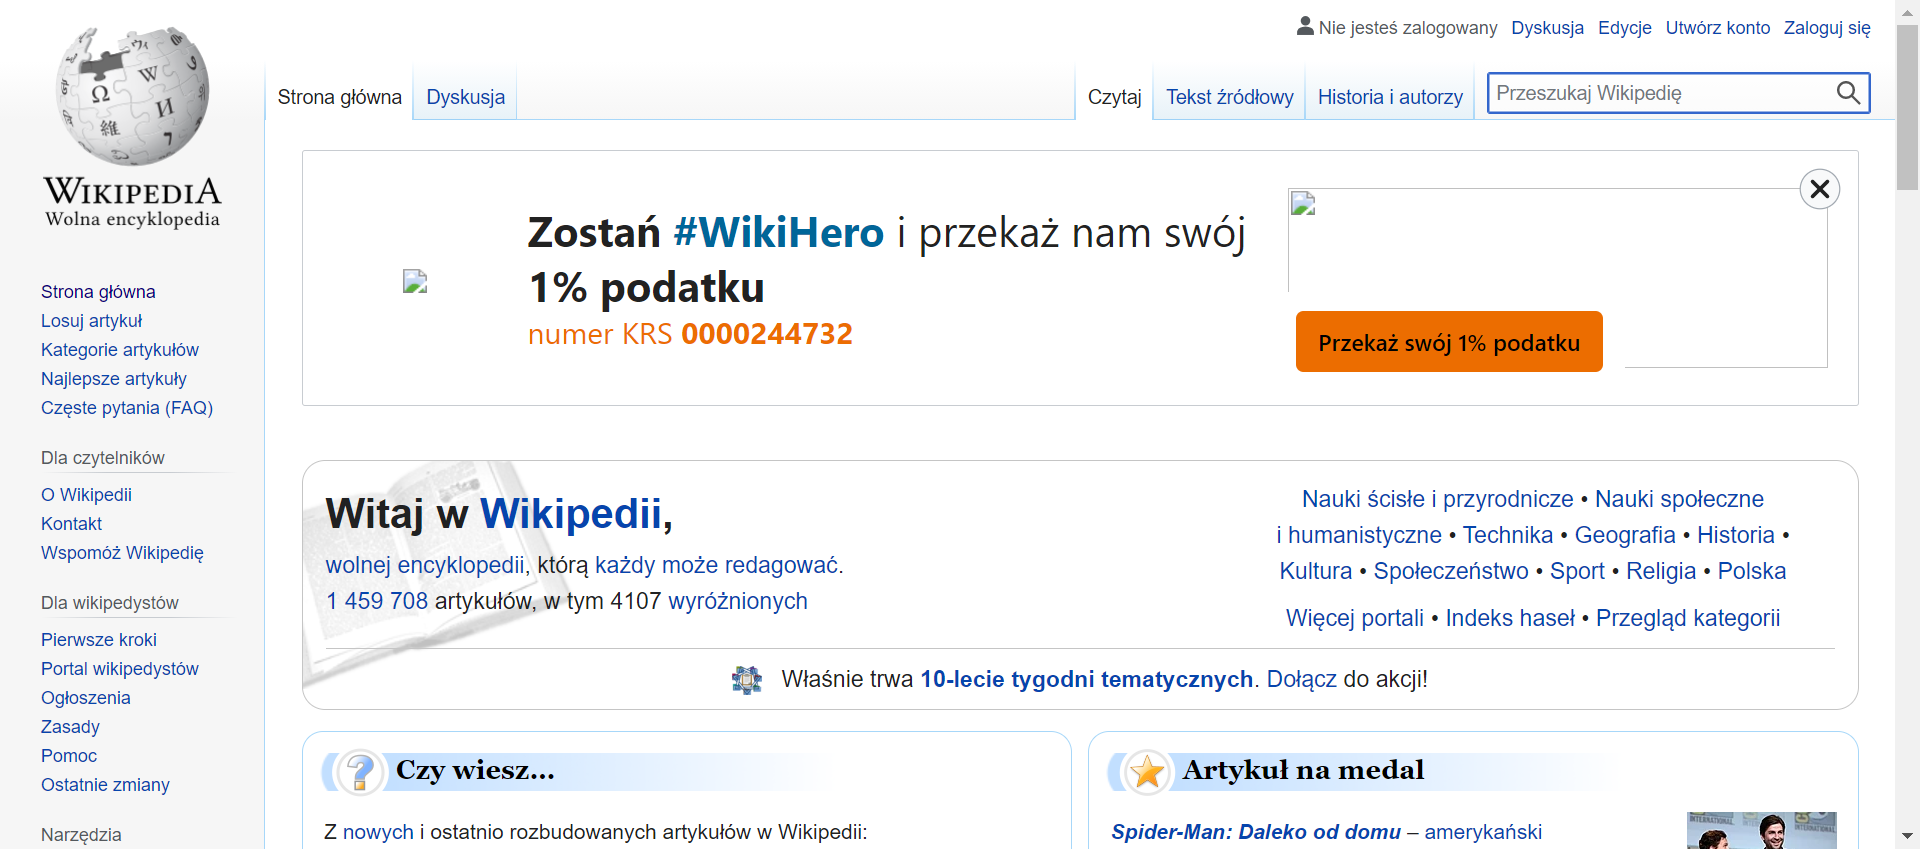 Nie jesteś zalogowany Dyskusja Edycje Utwórz konto Zaloguj się
Strona główna Dyskusja Czytaj Tekst źródłowy Historia i autorzy Przeszukaj Wikipedię
WIKIPEDIA
Wolna encyklopedia
Strona główna
Losuj artykuł
Kategorie artykułów
Najlepsze artykuły
Częste pytania (FAQ)
Dla czytelników
O Wikipedii
Kontakt
Wspomóż Wikipedię
Dla wikipedystów
Pierwsze kroki
Portal wikipedystów
Ogłoszenia
Zasady
Pomoc
Ostatnie zmiany
Narzędzia
Zostań #WikiHero i przekaż nam swój
1% podatku
numer KRS 0000244732
Przekaż swój 1% podatku
Witaj w Wikipedii,
wolnej encyklopedii, którą każdy może redagować.
1 459 708 artykułów, w tym 4107 wyróżnionych
Nauki ścisłe i przyrodnicze • Nauki społeczne
i humanistyczne • Technika • Geografia • Historia •
Kultura • Społeczeństwo • Sport • Religia • Polska
Więcej portali • Indeks haseł • Przegląd kategorii
Właśnie trwa 10-lecie tygodni tematycznych. Dołącz do akcji!
Czy wiesz...
Z nowych i ostatnio rozbudowanych artykułów w Wikipedii:
Artykuł na medal
Spider-Man: Daleko od domu – amerykański